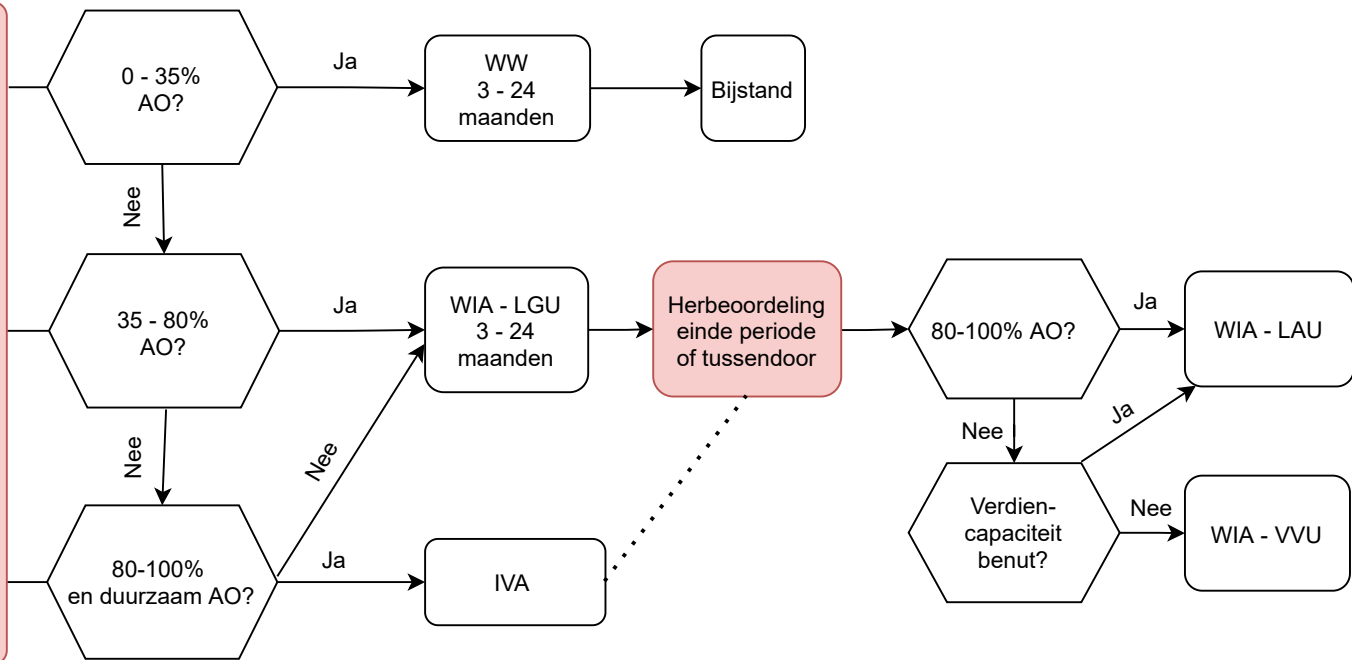 0 - 35%
AO?
Ja
WW
3 - 24
maanden
Bijstand
Nee
35 - 80%
AO?
Ja
WIA - LGU
3 - 24
maanden
Herbeoordeling
einde periode
of tussendoor
80-100% AO?
Ja
WIA - LAU
Nee
Nee
Nee
Ja
80-100%
en duurzaam AO?
Ja
IVA
Verdien-
capaciteit
benut?
Nee
WIA - VVU